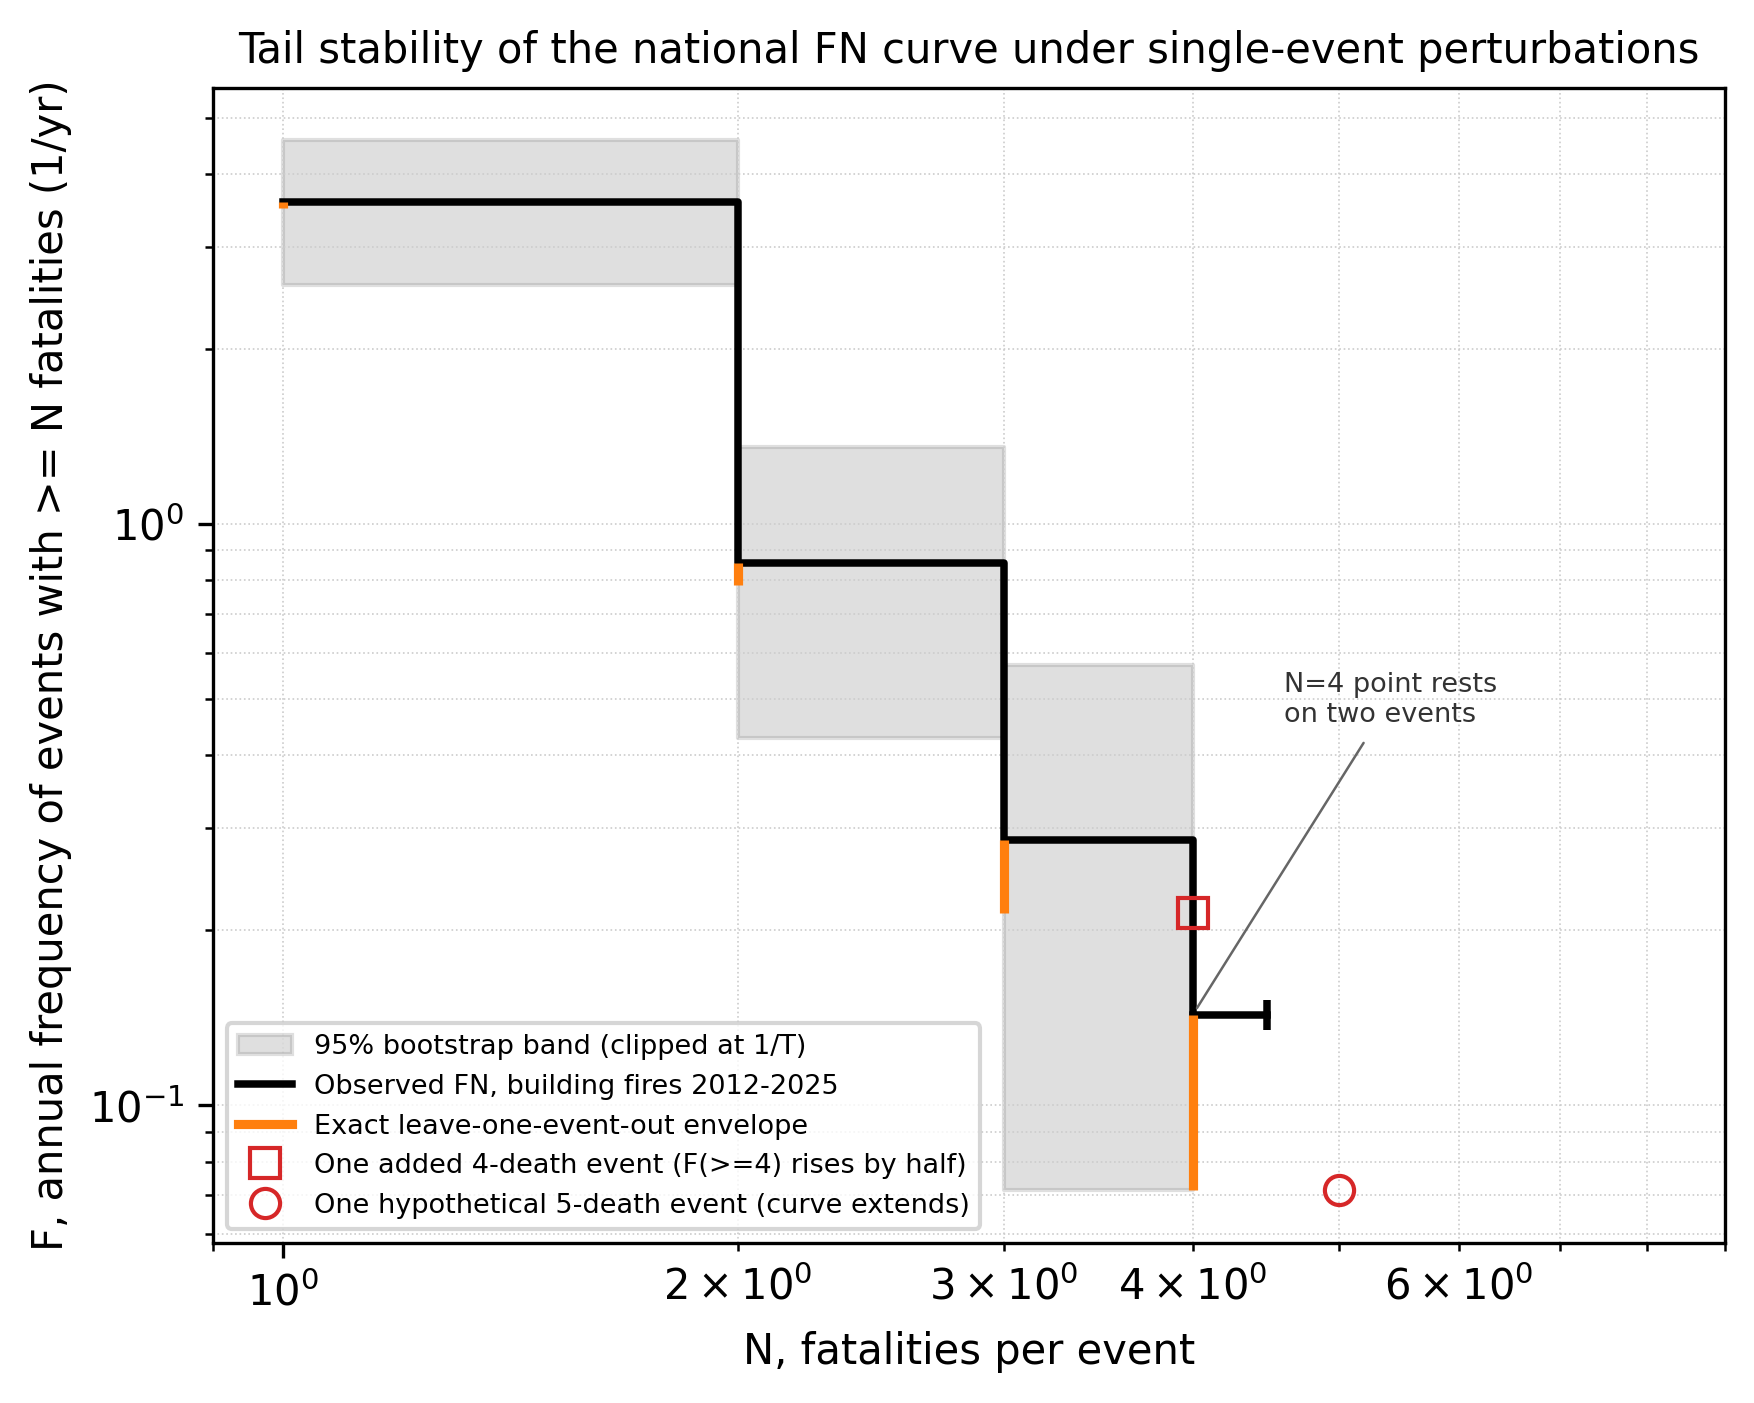 Tail stability of the national FN curve under single-event perturbations
F, annual frequency of events with >= N fatalities (1/yr)
10⁰
10⁻¹
N=4 point rests
on two events
95% bootstrap band (clipped at 1/T)
Observed FN, building fires 2012-2025
Exact leave-one-event-out envelope
One added 4-death event (F(>=4) rises by half)
One hypothetical 5-death event (curve extends)
10⁰ 2 × 10⁰ 3 × 10⁰ 4 × 10⁰ 6 × 10⁰
N, fatalities per event